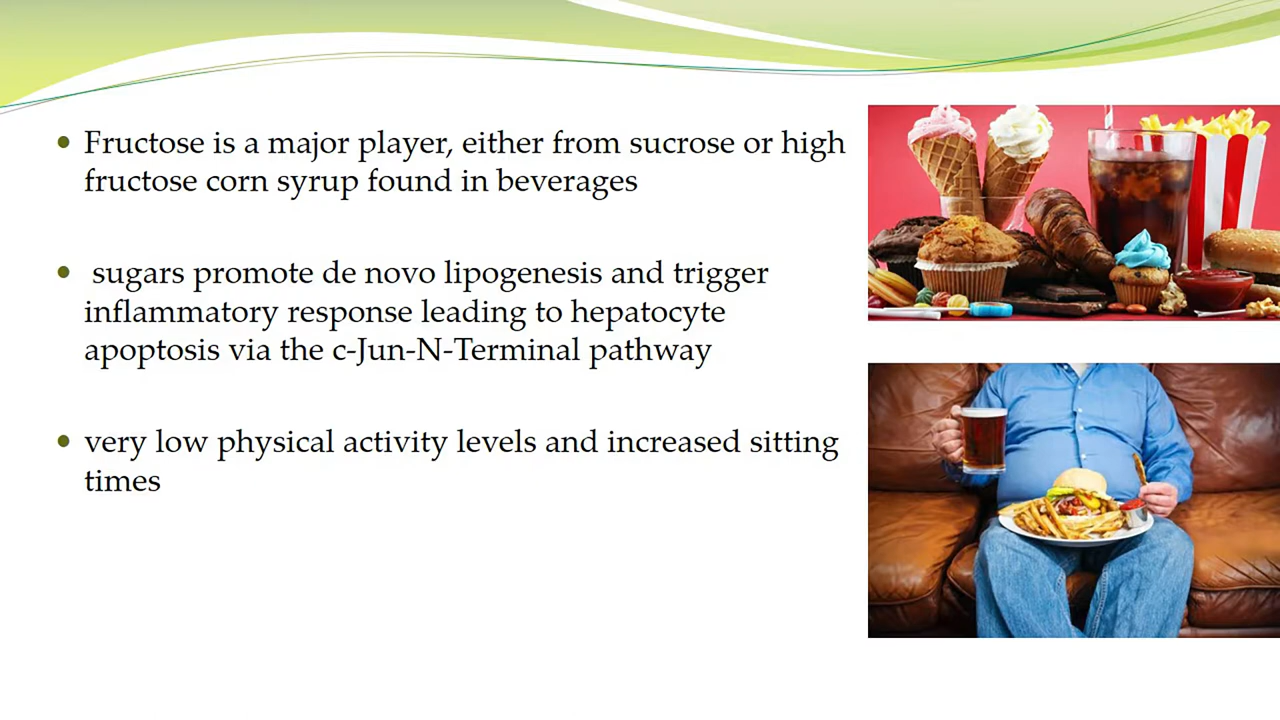 Fructose is a major player, either from sucrose or high
fructose corn syrup found in beverages
sugars promote de novo lipogenesis and trigger
inflammatory response leading to hepatocyte
apoptosis via the c-Jun-N-Terminal pathway
very low physical activity levels and increased sitting
times